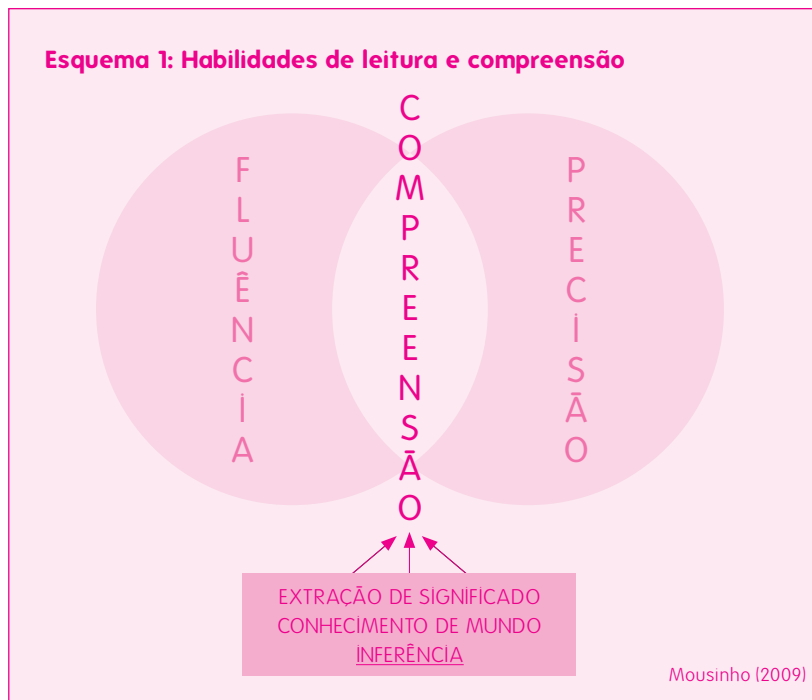 Esquema 1: Habilidades de leitura e compreensão
FLUÊNCIA
COMPREENSÃO
PRECISÃO
EXTRAÇÃO DE SIGNIFICADO
CONHECIMENTO DE MUNDO
INFERÊNCIA
Mousinho (2009)